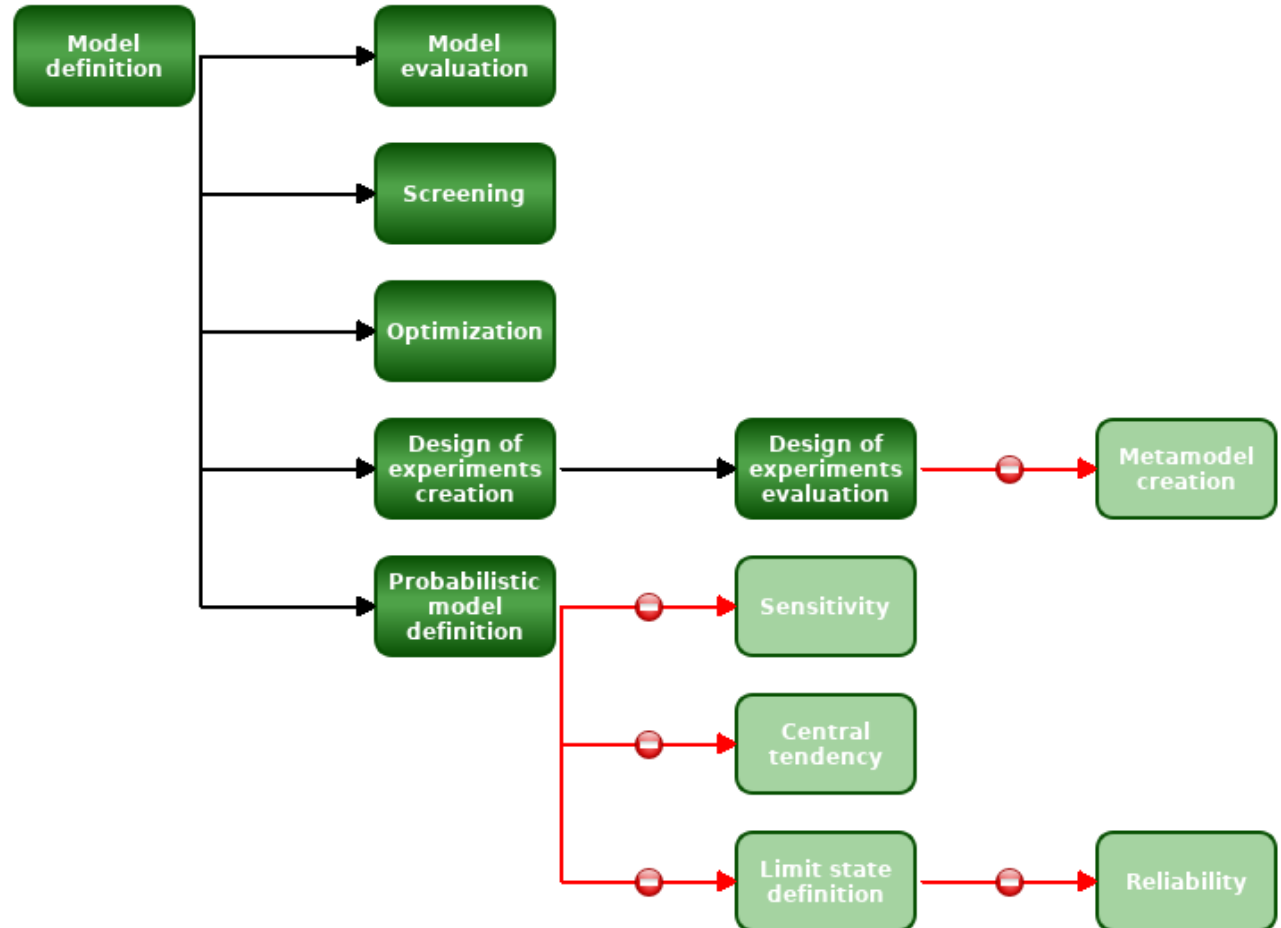 Model
definition
Model
evaluation
Screening
Optimization
Design of
experiments
creation
Design of
experiments
evaluation
Metamodel
creation
Probabilistic
model
definition
Sensitivity
Central
tendency
Limit state
definition
Reliability